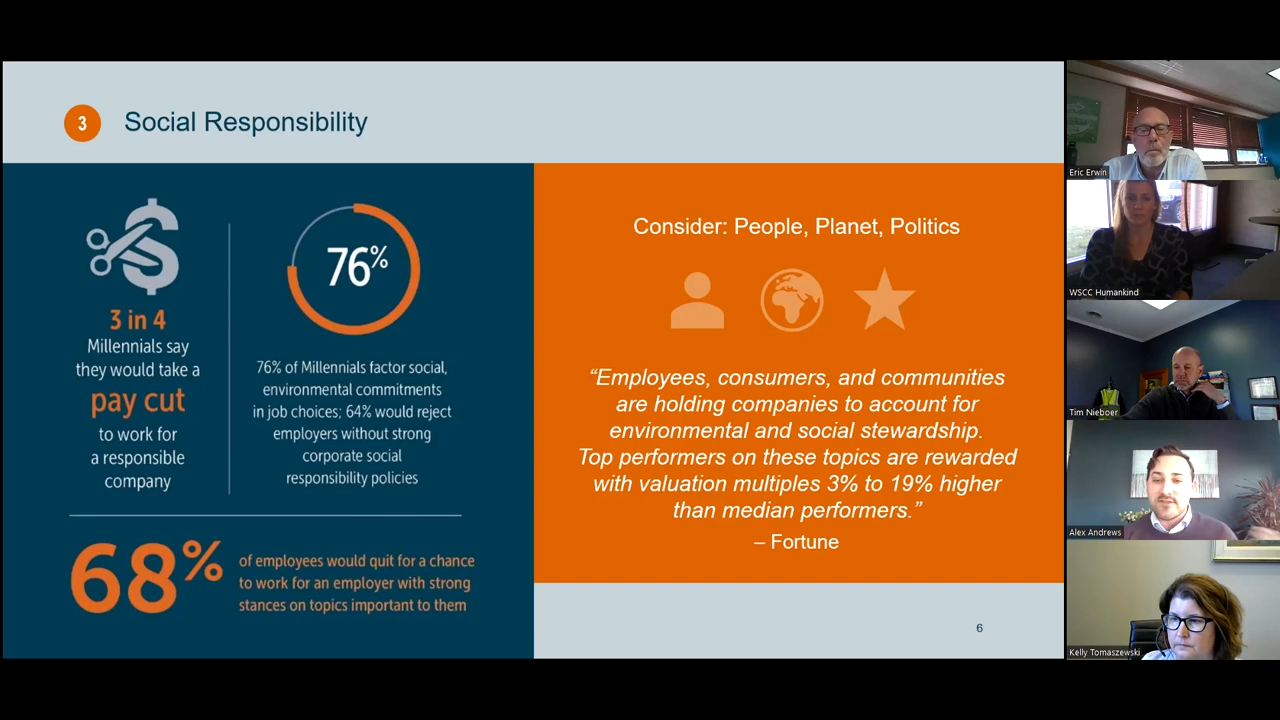 3
Social Responsibility
3 in 4
Millennials say
they would take a
pay cut
to work for
a responsible
company
76%
76% of Millennials factor social,
environmental commitments
in job choices; 64% would reject
employers without strong
corporate social
responsibility policies
68%
of employees would quit for a chance
to work for an employer with strong
stances on topics important to them
Consider: People, Planet, Politics
“Employees, consumers, and communities
are holding companies to account for
environmental and social stewardship.
Top performers on these topics are rewarded
with valuation multiples 3% to 19% higher
than median performers.”
– Fortune
6
Eric Erwin
WSCC Humankind
Tim Nieboer
Alex Andrews
Kelly Tomaszewski